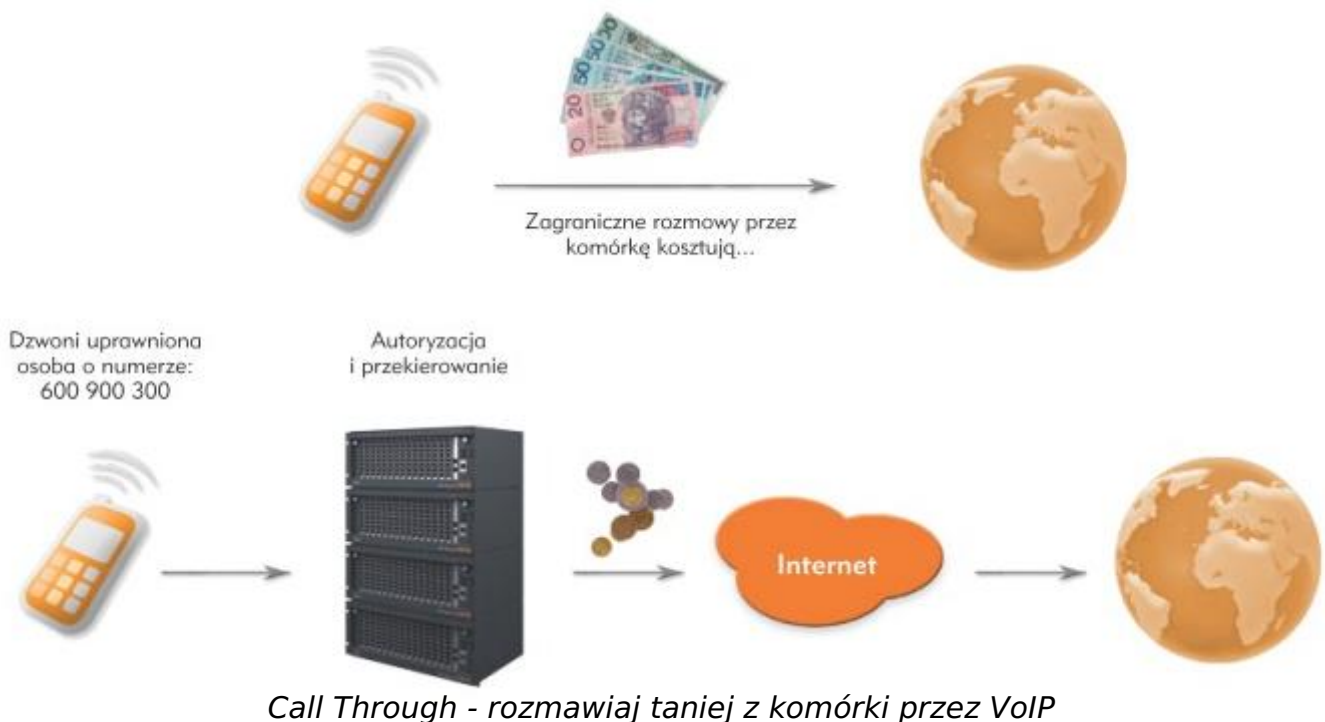 Zagraniczne rozmowy przez
komórkę kosztują...
Dzwoni uprawniona
osoba o numerze:
600 900 300
Autoryzacja
i przekierowanie
Internet
Call Through - rozmawiaj taniej z komórki przez VoIP